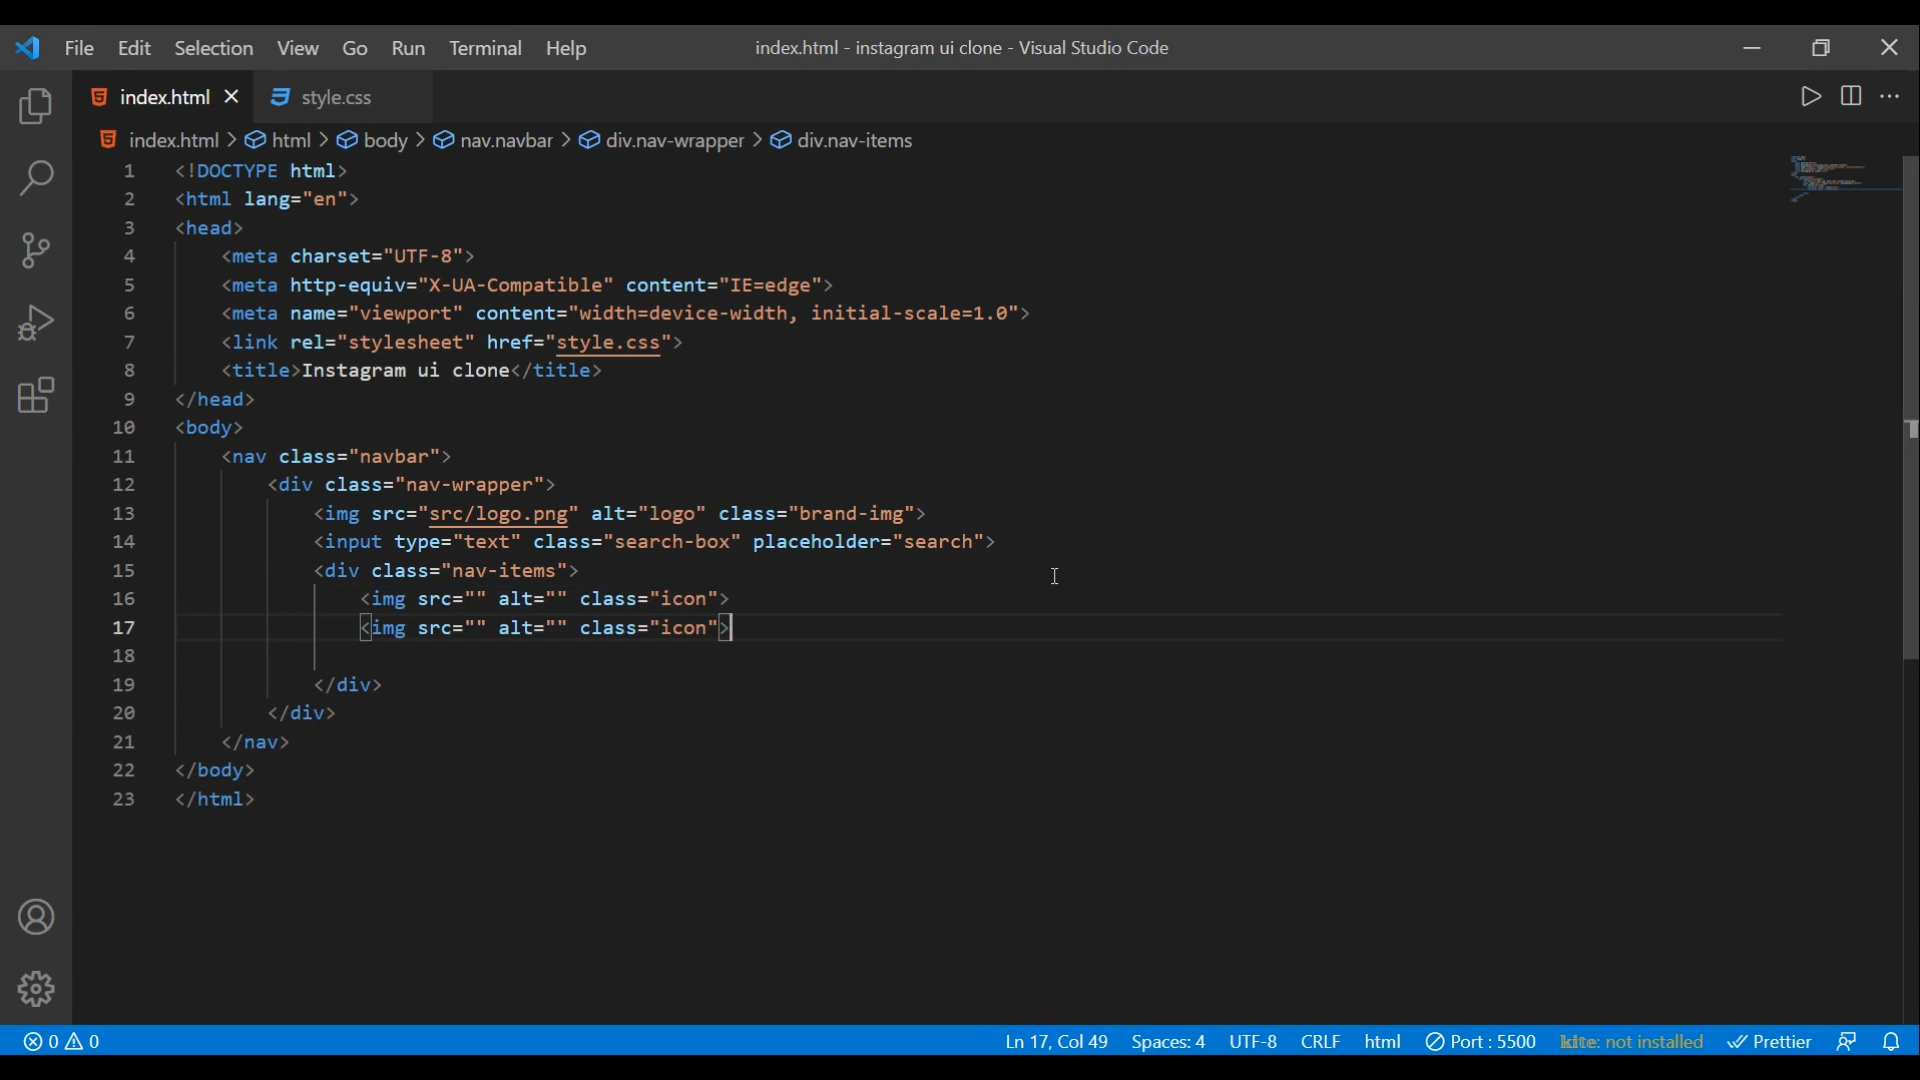 File Edit Selection View Go Run Terminal Help index.html - instagram ui clone - Visual Studio Code
index.html style.css
index.html > html > body > nav.navbar > div.nav-wrapper > div.nav-items
1 <!DOCTYPE html>
2 <html lang="en">
3 <head>
4 <meta charset="UTF-8">
5 <meta http-equiv="X-UA-Compatible" content="IE=edge">
6 <meta name="viewport" content="width=device-width, initial-scale=1.0">
7 <link rel="stylesheet" href="style.css">
8 <title>Instagram ui clone</title>
9 </head>
10 <body>
11 <nav class="navbar">
12 <div class="nav-wrapper">
13 <img src="src/logo.png" alt="logo" class="brand-img">
14 <input type="text" class="search-box" placeholder="search">
15 <div class="nav-items">
16 <img src="" alt="" class="icon">
17 <img src="" alt="" class="icon">
18
19 </div>
20 </div>
21 </nav>
22 </body>
23 </html>
0 0 Ln 17, Col 49 Spaces: 4 UTF-8 CRLF html Port : 5500 kite: not installed Prettier